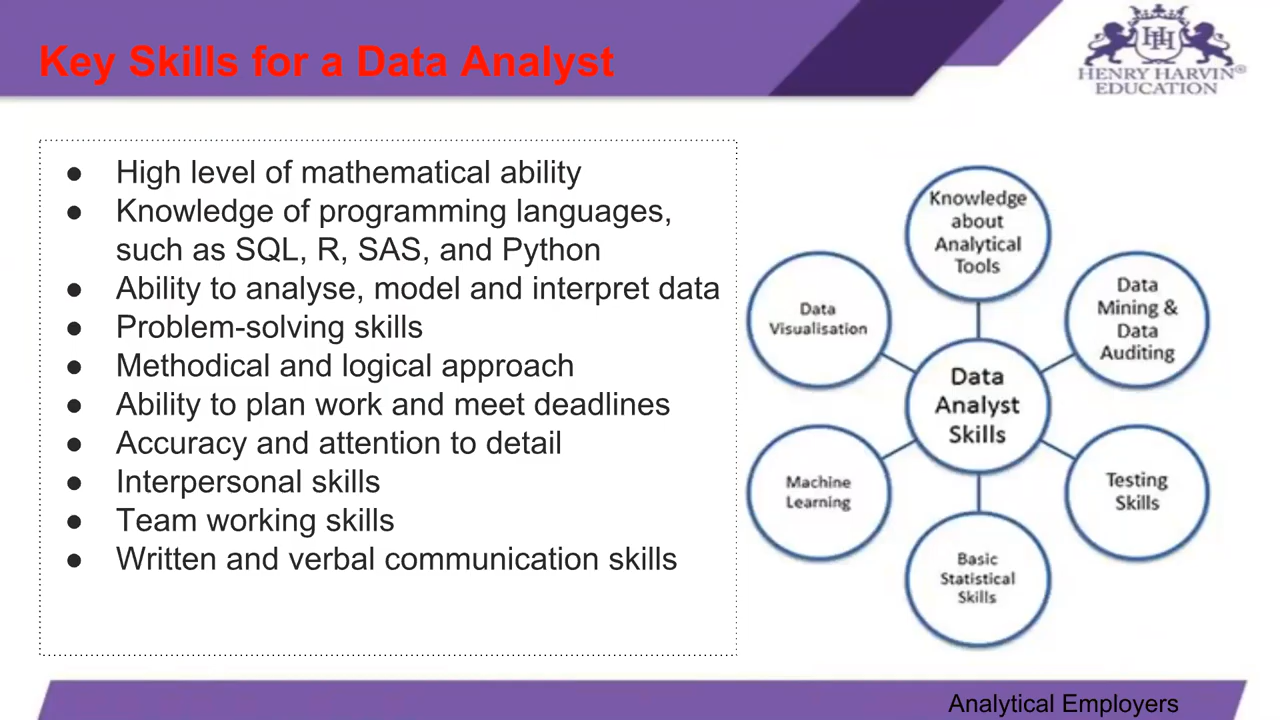 Key Skills for a Data Analyst
HENRY HARVIN®
EDUCATION
● High level of mathematical ability
● Knowledge of programming languages,
such as SQL, R, SAS, and Python
● Ability to analyse, model and interpret data
● Problem-solving skills
● Methodical and logical approach
● Ability to plan work and meet deadlines
● Accuracy and attention to detail
● Interpersonal skills
● Team working skills
● Written and verbal communication skills
Knowledge
about
Analytical
Tools
Data
Visualisation
Data
Mining &
Data
Auditing
Data
Analyst
Skills
Machine
Learning
Testing
Skills
Basic
Statistical
Skills
Analytical Employers